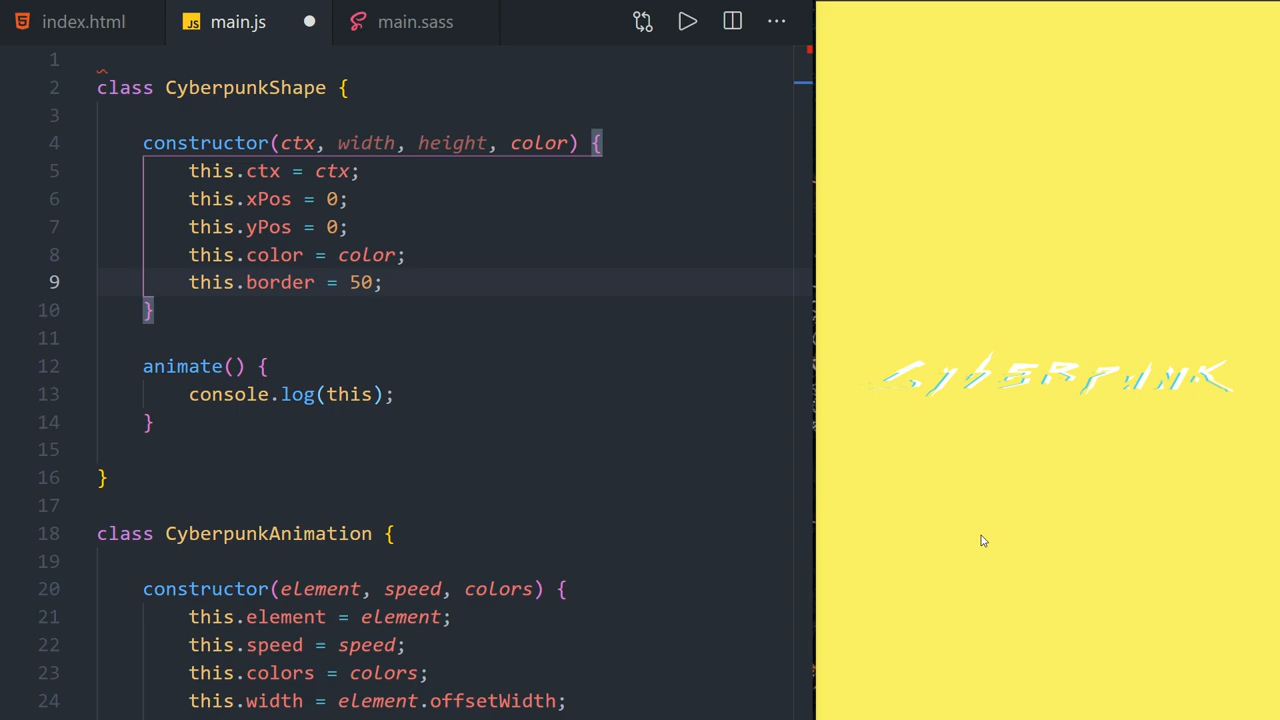 index.html
JS main.js
main.sass
1
2 class CyberpunkShape {
3
4 constructor(ctx, width, height, color) {
5 this.ctx = ctx;
6 this.xPos = 0;
7 this.yPos = 0;
8 this.color = color;
9 this.border = 50;
10 }
11
12 animate() {
13 console.log(this);
14 }
15
16 }
17
18 class CyberpunkAnimation {
19
20 constructor(element, speed, colors) {
21 this.element = element;
22 this.speed = speed;
23 this.colors = colors;
24 this.width = element.offsetWidth;
CYBERPUNK